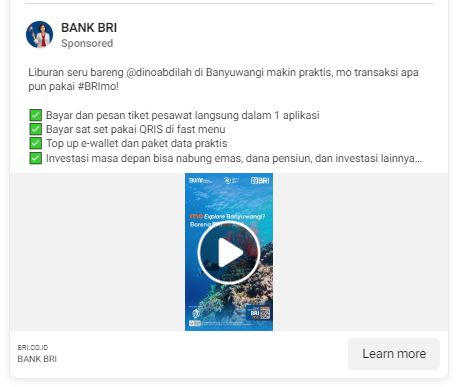 BANK BRI
Sponsored
Liburan seru bareng @dinoabdilah di Banyuwangi makin praktis, mo transaksi apa
pun pakai #BRImo!
✅ Bayar dan pesan tiket pesawat langsung dalam 1 aplikasi
✅ Bayar sat set pakai QRIS di fast menu
✅ Top up e-wallet dan paket data praktis
✅ Investasi masa depan bisa nabung emas, dana pensiun, dan investasi lainnya...
BRI
mo Explore Banyuwangi?
BRI.CO.ID
BANK BRI
Learn more